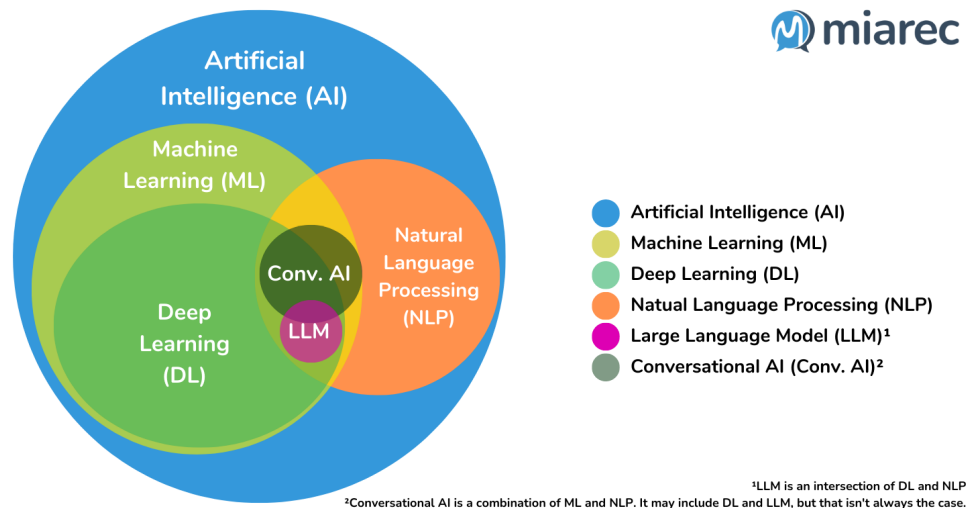 miarec
Artificial
Intelligence (AI)
Machine
Learning (ML)
Natural
Language
Processing
(NLP)
Conv. AI
LLM
Deep
Learning
(DL)
Artificial Intelligence (AI)
Machine Learning (ML)
Deep Learning (DL)
Natual Language Processing (NLP)
Large Language Model (LLM)¹
Conversational AI (Conv. AI)²
¹LLM is an intersection of DL and NLP
²Conversational AI is a combination of ML and NLP. It may include DL and LLM, but that isn't always the case.